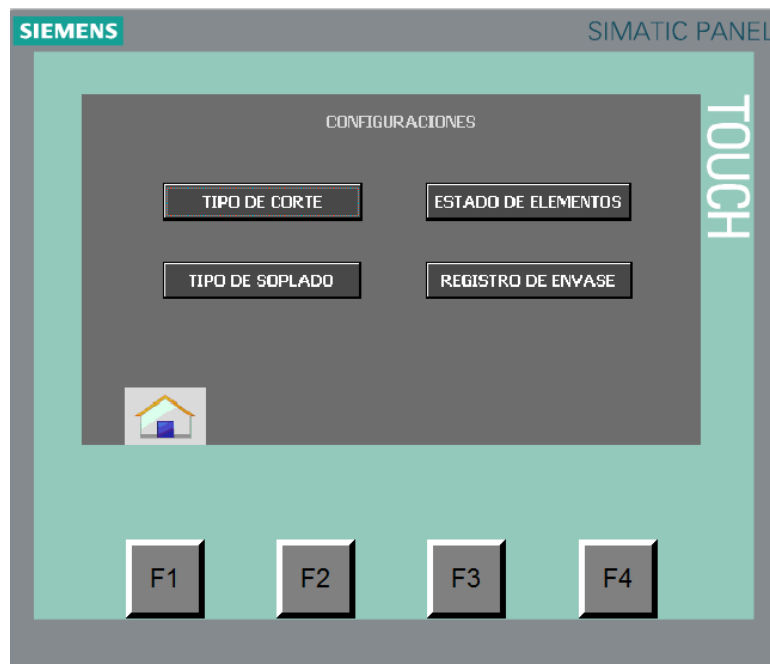 SIEMENS
SIMATIC PANEL
TOUCH
CONFIGURACIONES
TIPO DE CORTE
ESTADO DE ELEMENTOS
TIPO DE SOPLADO
REGISTRO DE ENVASE
F1
F2
F3
F4